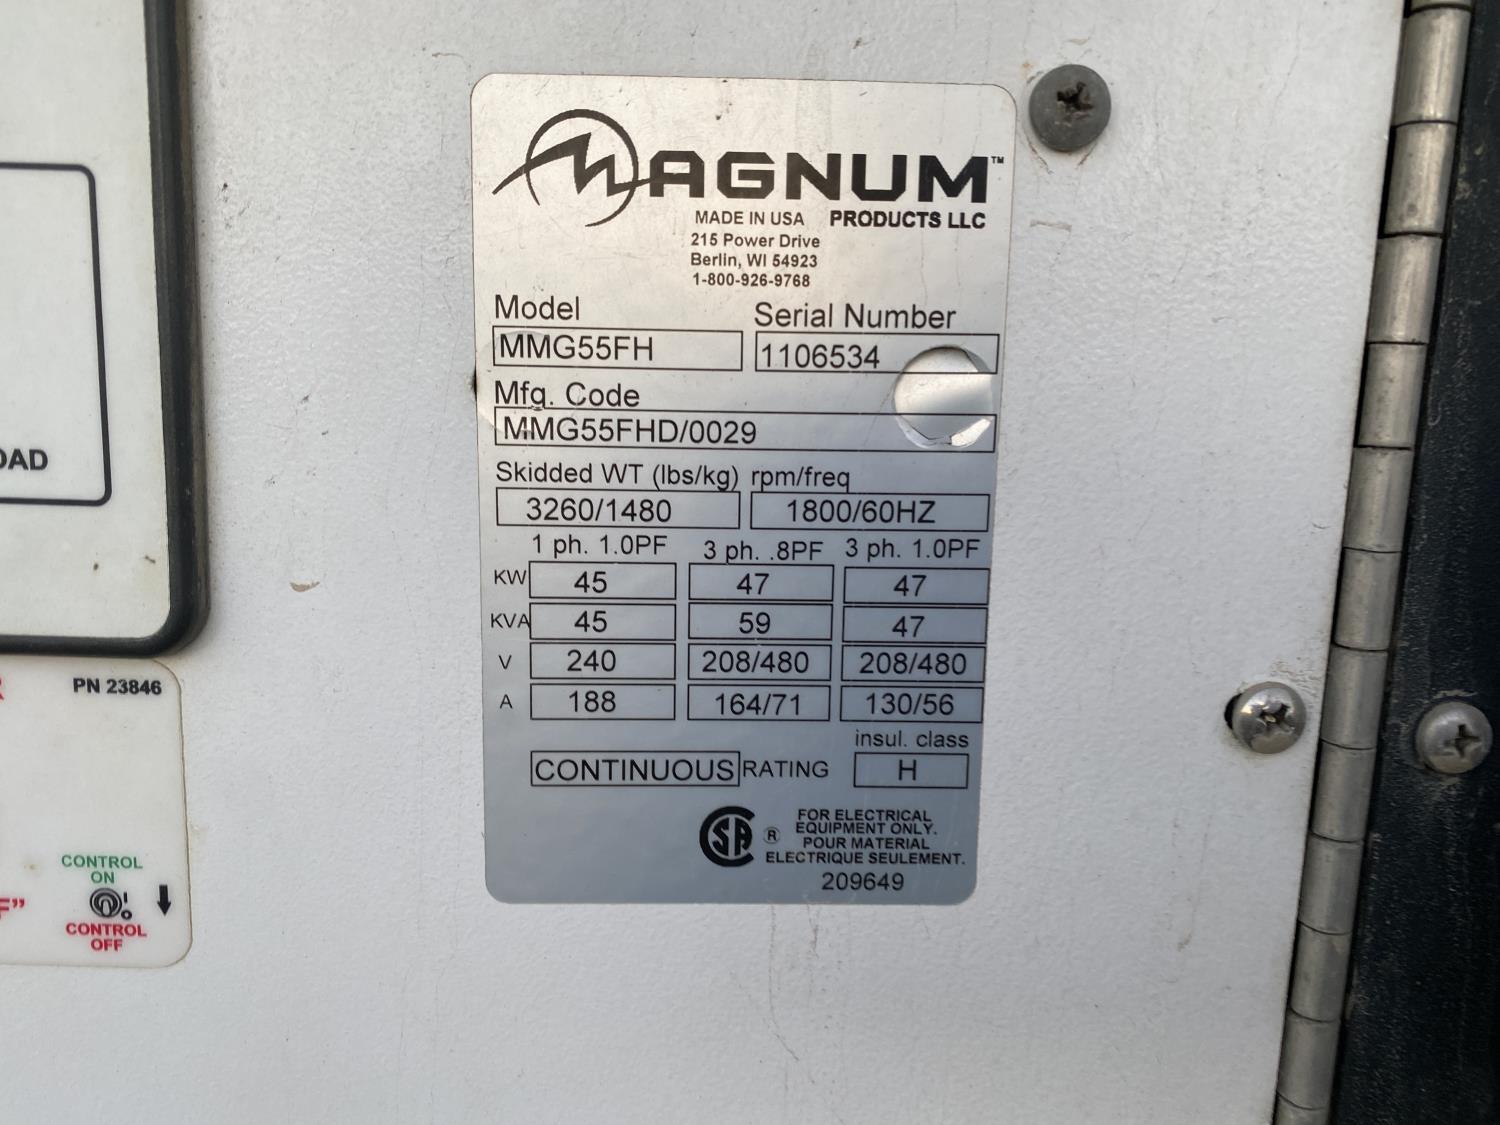 MAGNUM™
MADE IN USA PRODUCTS LLC
215 Power Drive
Berlin, WI 54923
1-800-926-9768
Model Serial Number
MMG55FH 1106534
Mfg. Code
MMG55FHD/0029
Skidded WT (lbs/kg) rpm/freq
3260/1480 1800/60HZ
1 ph. 1.0PF 3 ph. .8PF 3 ph. 1.0PF
KW 45 47 47
KVA 45 59 47
V 240 208/480 208/480
A 188 164/71 130/56
insul. class
CONTINUOUS RATING H
SA ® FOR ELECTRICAL
EQUIPMENT ONLY.
POUR MATERIAL
ELECTRIQUE SEULEMENT.
209649
OAD
R PN 23846
CONTROL
ON
F”
CONTROL
OFF